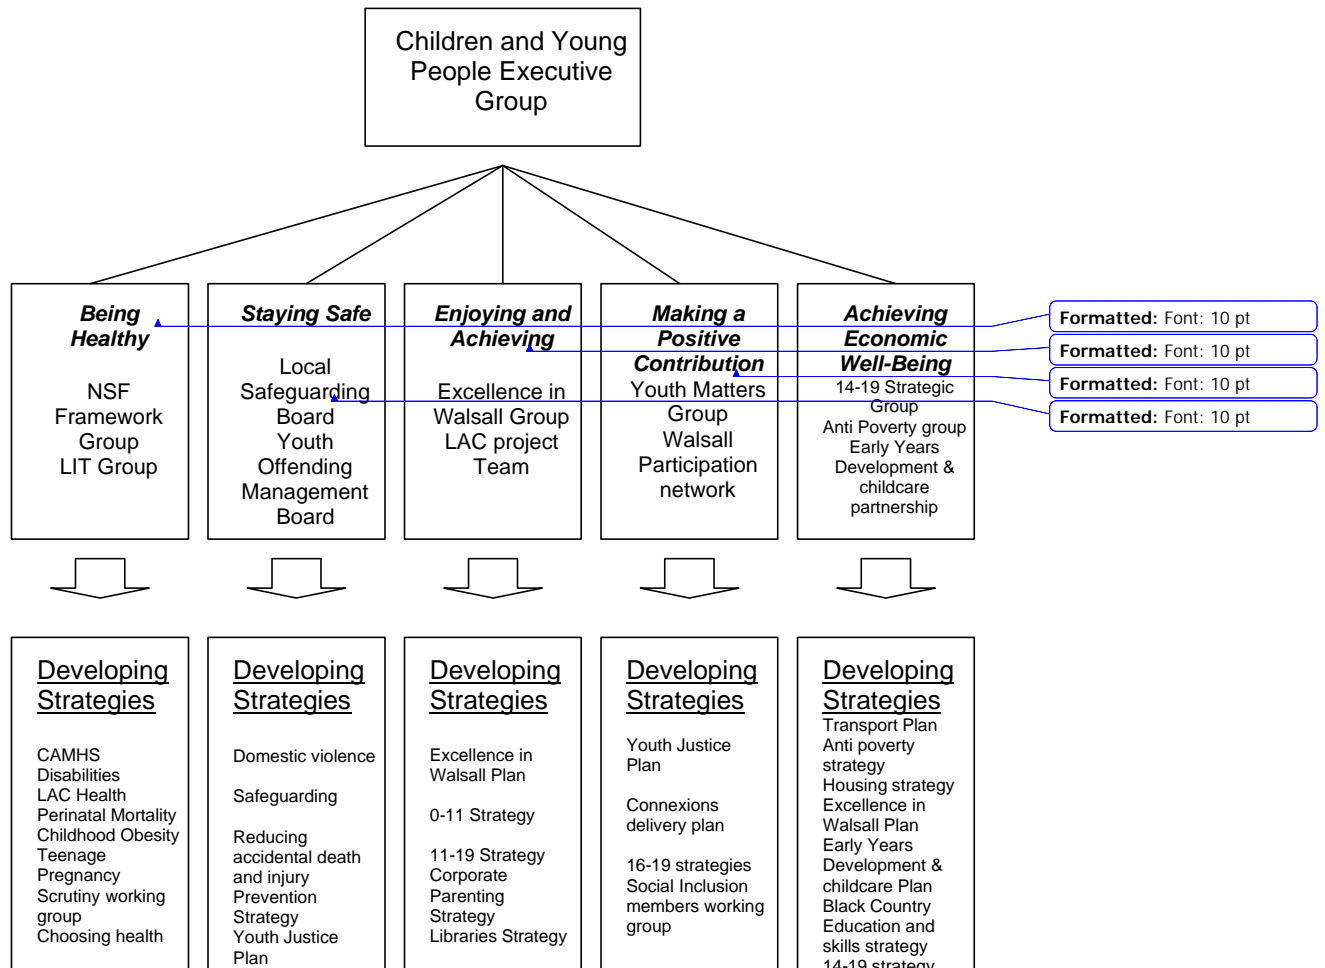 Children and Young
People Executive
Group
Being
Healthy
NSF
Framework
Group
LIT Group
Staying Safe
Local
Safeguarding
Board
Youth
Offending
Management
Board
Enjoying and
Achieving
Excellence in
Walsall Group
LAC project
Team
Making a
Positive
Contribution
Youth Matters
Group
Walsall
Participation
network
Achieving
Economic
Well-Being
14-19 Strategic
Group
Anti Poverty group
Early Years
Development &
childcare
partnership
Formatted: Font: 10 pt
Formatted: Font: 10 pt
Formatted: Font: 10 pt
Formatted: Font: 10 pt
Developing
Strategies
CAMHS
Disabilities
LAC Health
Perinatal Mortality
Childhood Obesity
Teenage
Pregnancy
Scrutiny working
group
Choosing health
Developing
Strategies
Domestic violence
Safeguarding
Reducing
accidental death
and injury
Prevention
Strategy
Youth Justice
Plan
Developing
Strategies
Excellence in
Walsall Plan
0-11 Strategy
11-19 Strategy
Corporate
Parenting
Strategy
Libraries Strategy
Developing
Strategies
Youth Justice
Plan
Connexions
delivery plan
16-19 strategies
Social Inclusion
members working
group
Developing
Strategies
Transport Plan
Anti poverty
strategy
Housing strategy
Excellence in
Walsall Plan
Early Years
Development &
childcare Plan
Black Country
Education and
skills strategy
14-19 strategy